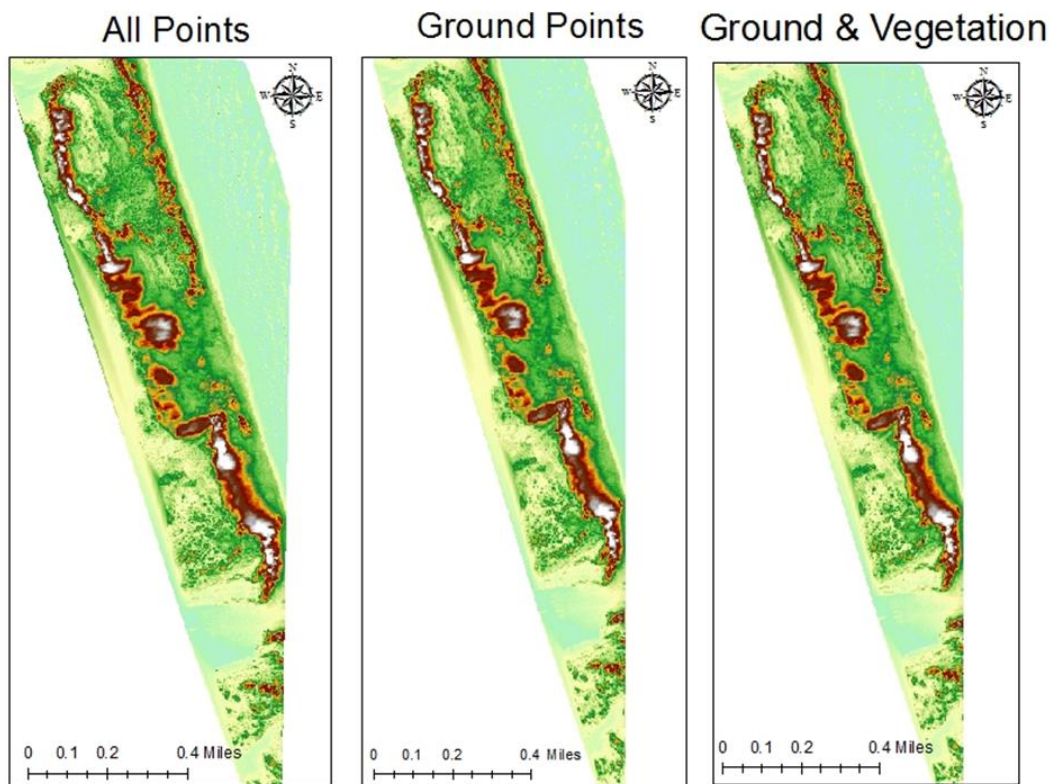 All Points
Ground Points
Ground & Vegetation
N
W E
S
N
W E
S
N
W E
S
0 0.1 0.2 0.4 Miles
0 0.1 0.2 0.4 Miles
0 0.1 0.2 0.4 Miles